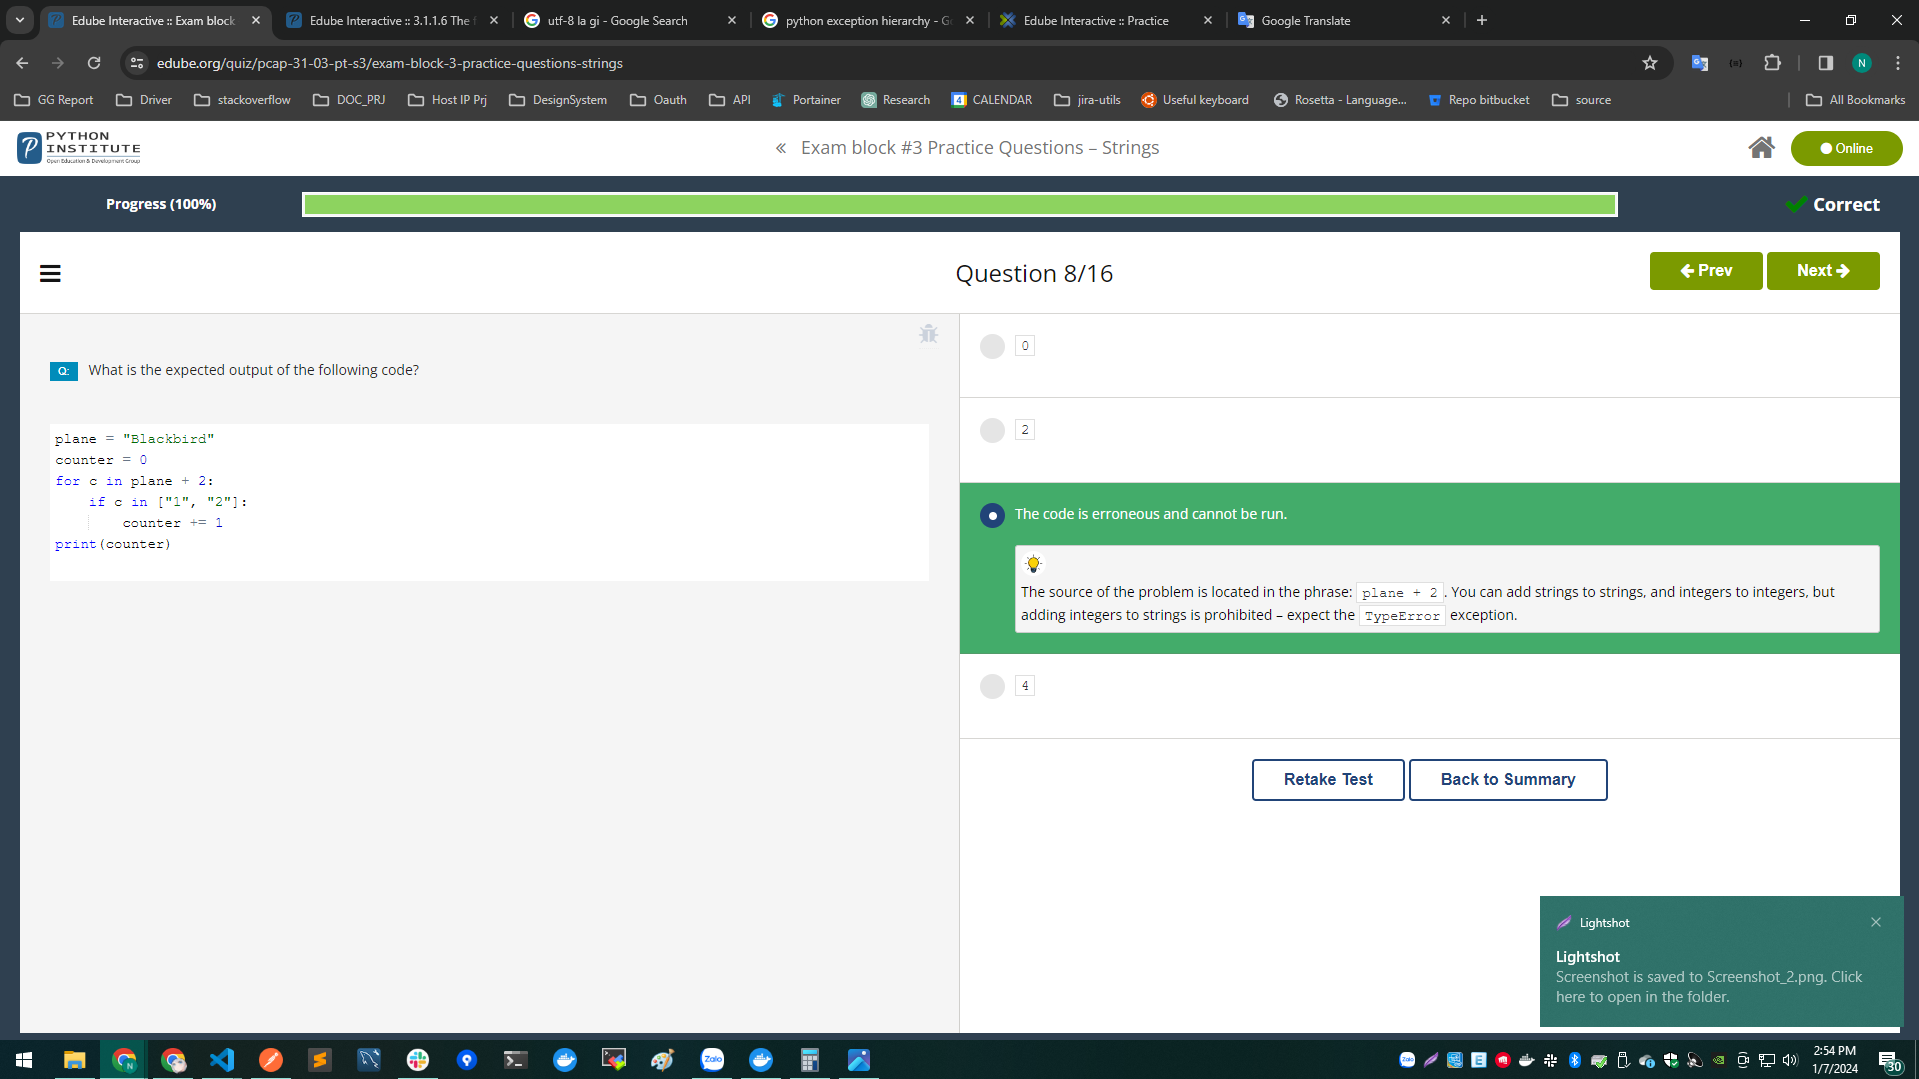 Edube Interactive :: Exam block
Edube Interactive :: 3.1.1.6 The
utf-8 la gi - Google Search
python exception hierarchy - G
Edube Interactive :: Practice
Google Translate
edube.org/quiz/pcap-31-03-pt-s3/exam-block-3-practice-questions-strings
N
GG Report
Driver
stackoverflow
DOC_PRJ
Host IP Prj
DesignSystem
Oauth
API
Portainer
Research
CALENDAR
jira-utils
Useful keyboard
Rosetta - Language...
Repo bitbucket
source
All Bookmarks
PYTHON
INSTITUTE
Open Education & Development Group
« Exam block #3 Practice Questions – Strings
Online
Progress (100%)
Correct
Question 8/16
Prev
Next
Q: What is the expected output of the following code?
plane = "Blackbird"
counter = 0
for c in plane + 2:
    if c in ["1", "2"]:
        counter += 1
print(counter)
0
2
The code is erroneous and cannot be run.
The source of the problem is located in the phrase: plane + 2 . You can add strings to strings, and integers to integers, but
adding integers to strings is prohibited – expect the TypeError exception.
4
Retake Test
Back to Summary
Lightshot
Lightshot
Screenshot is saved to Screenshot_2.png. Click
here to open in the folder.
Zalo
2:54 PM
1/7/2024
30